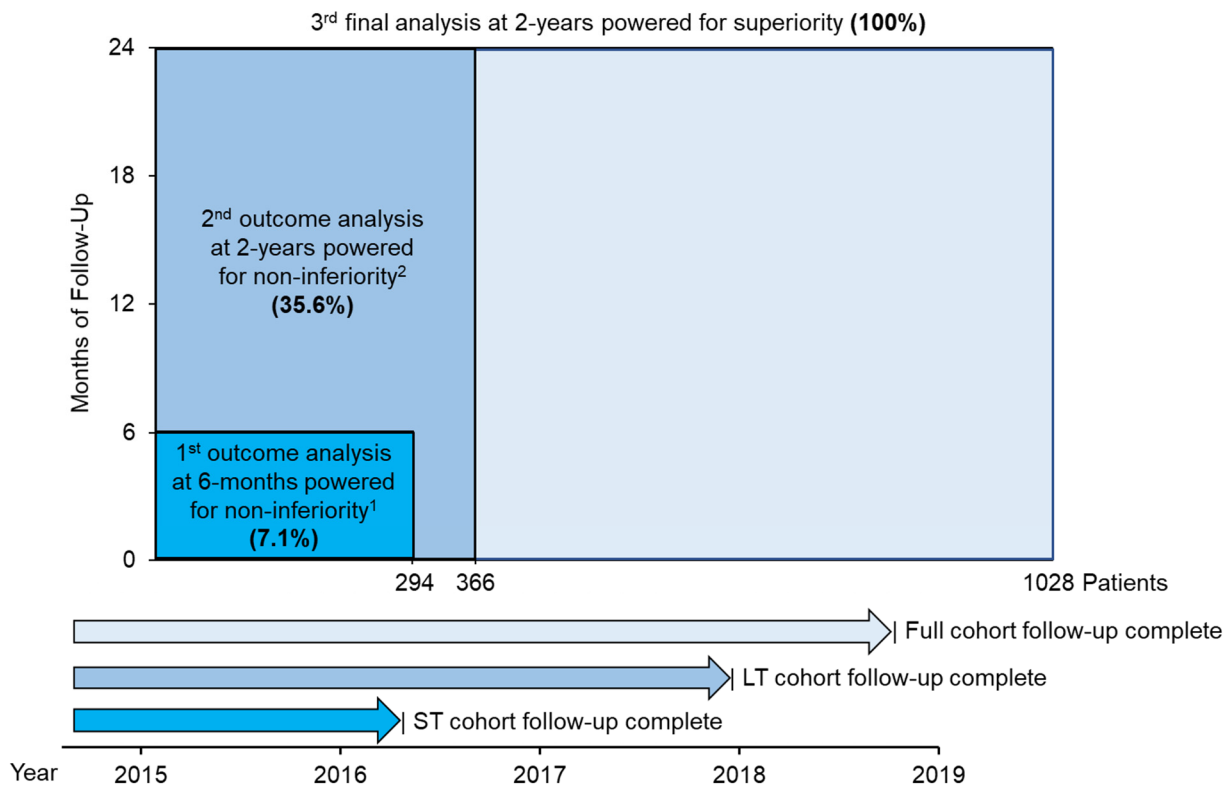 3rd final analysis at 2-years powered for superiority (100%)
24
18
12
6
0
Months of Follow-Up
2nd outcome analysis
at 2-years powered
for non-inferiority2
(35.6%)
1st outcome analysis
at 6-months powered
for non-inferiority1
(7.1%)
294 366 1028 Patients
| Full cohort follow-up complete
| LT cohort follow-up complete
| ST cohort follow-up complete
Year 2015 2016 2017 2018 2019